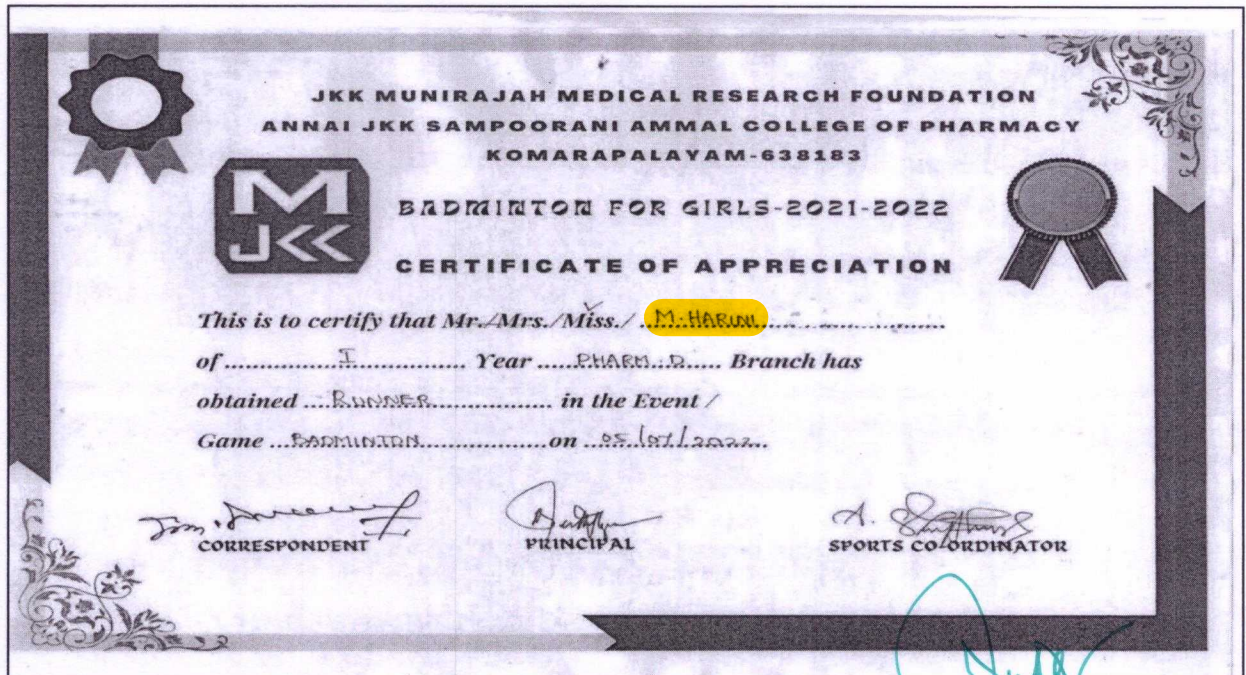 JKK MUNIRAJAH MEDICAL RESEARCH FOUNDATION
ANNAI JKK SAMPOORANI AMMAL COLLEGE OF PHARMACY
KOMARAPALAYAM-638183
M
JKK
BADMINTON FOR GIRLS-2021-2022
CERTIFICATE OF APPRECIATION
This is to certify that Mr./Mrs./Miss./ M.HARINI
of I Year PHARM.D Branch has
obtained RUNNER in the Event /
Game BADMINTON on 05/07/2022
CORRESPONDENT PRINCIPAL SPORTS CO-ORDINATOR